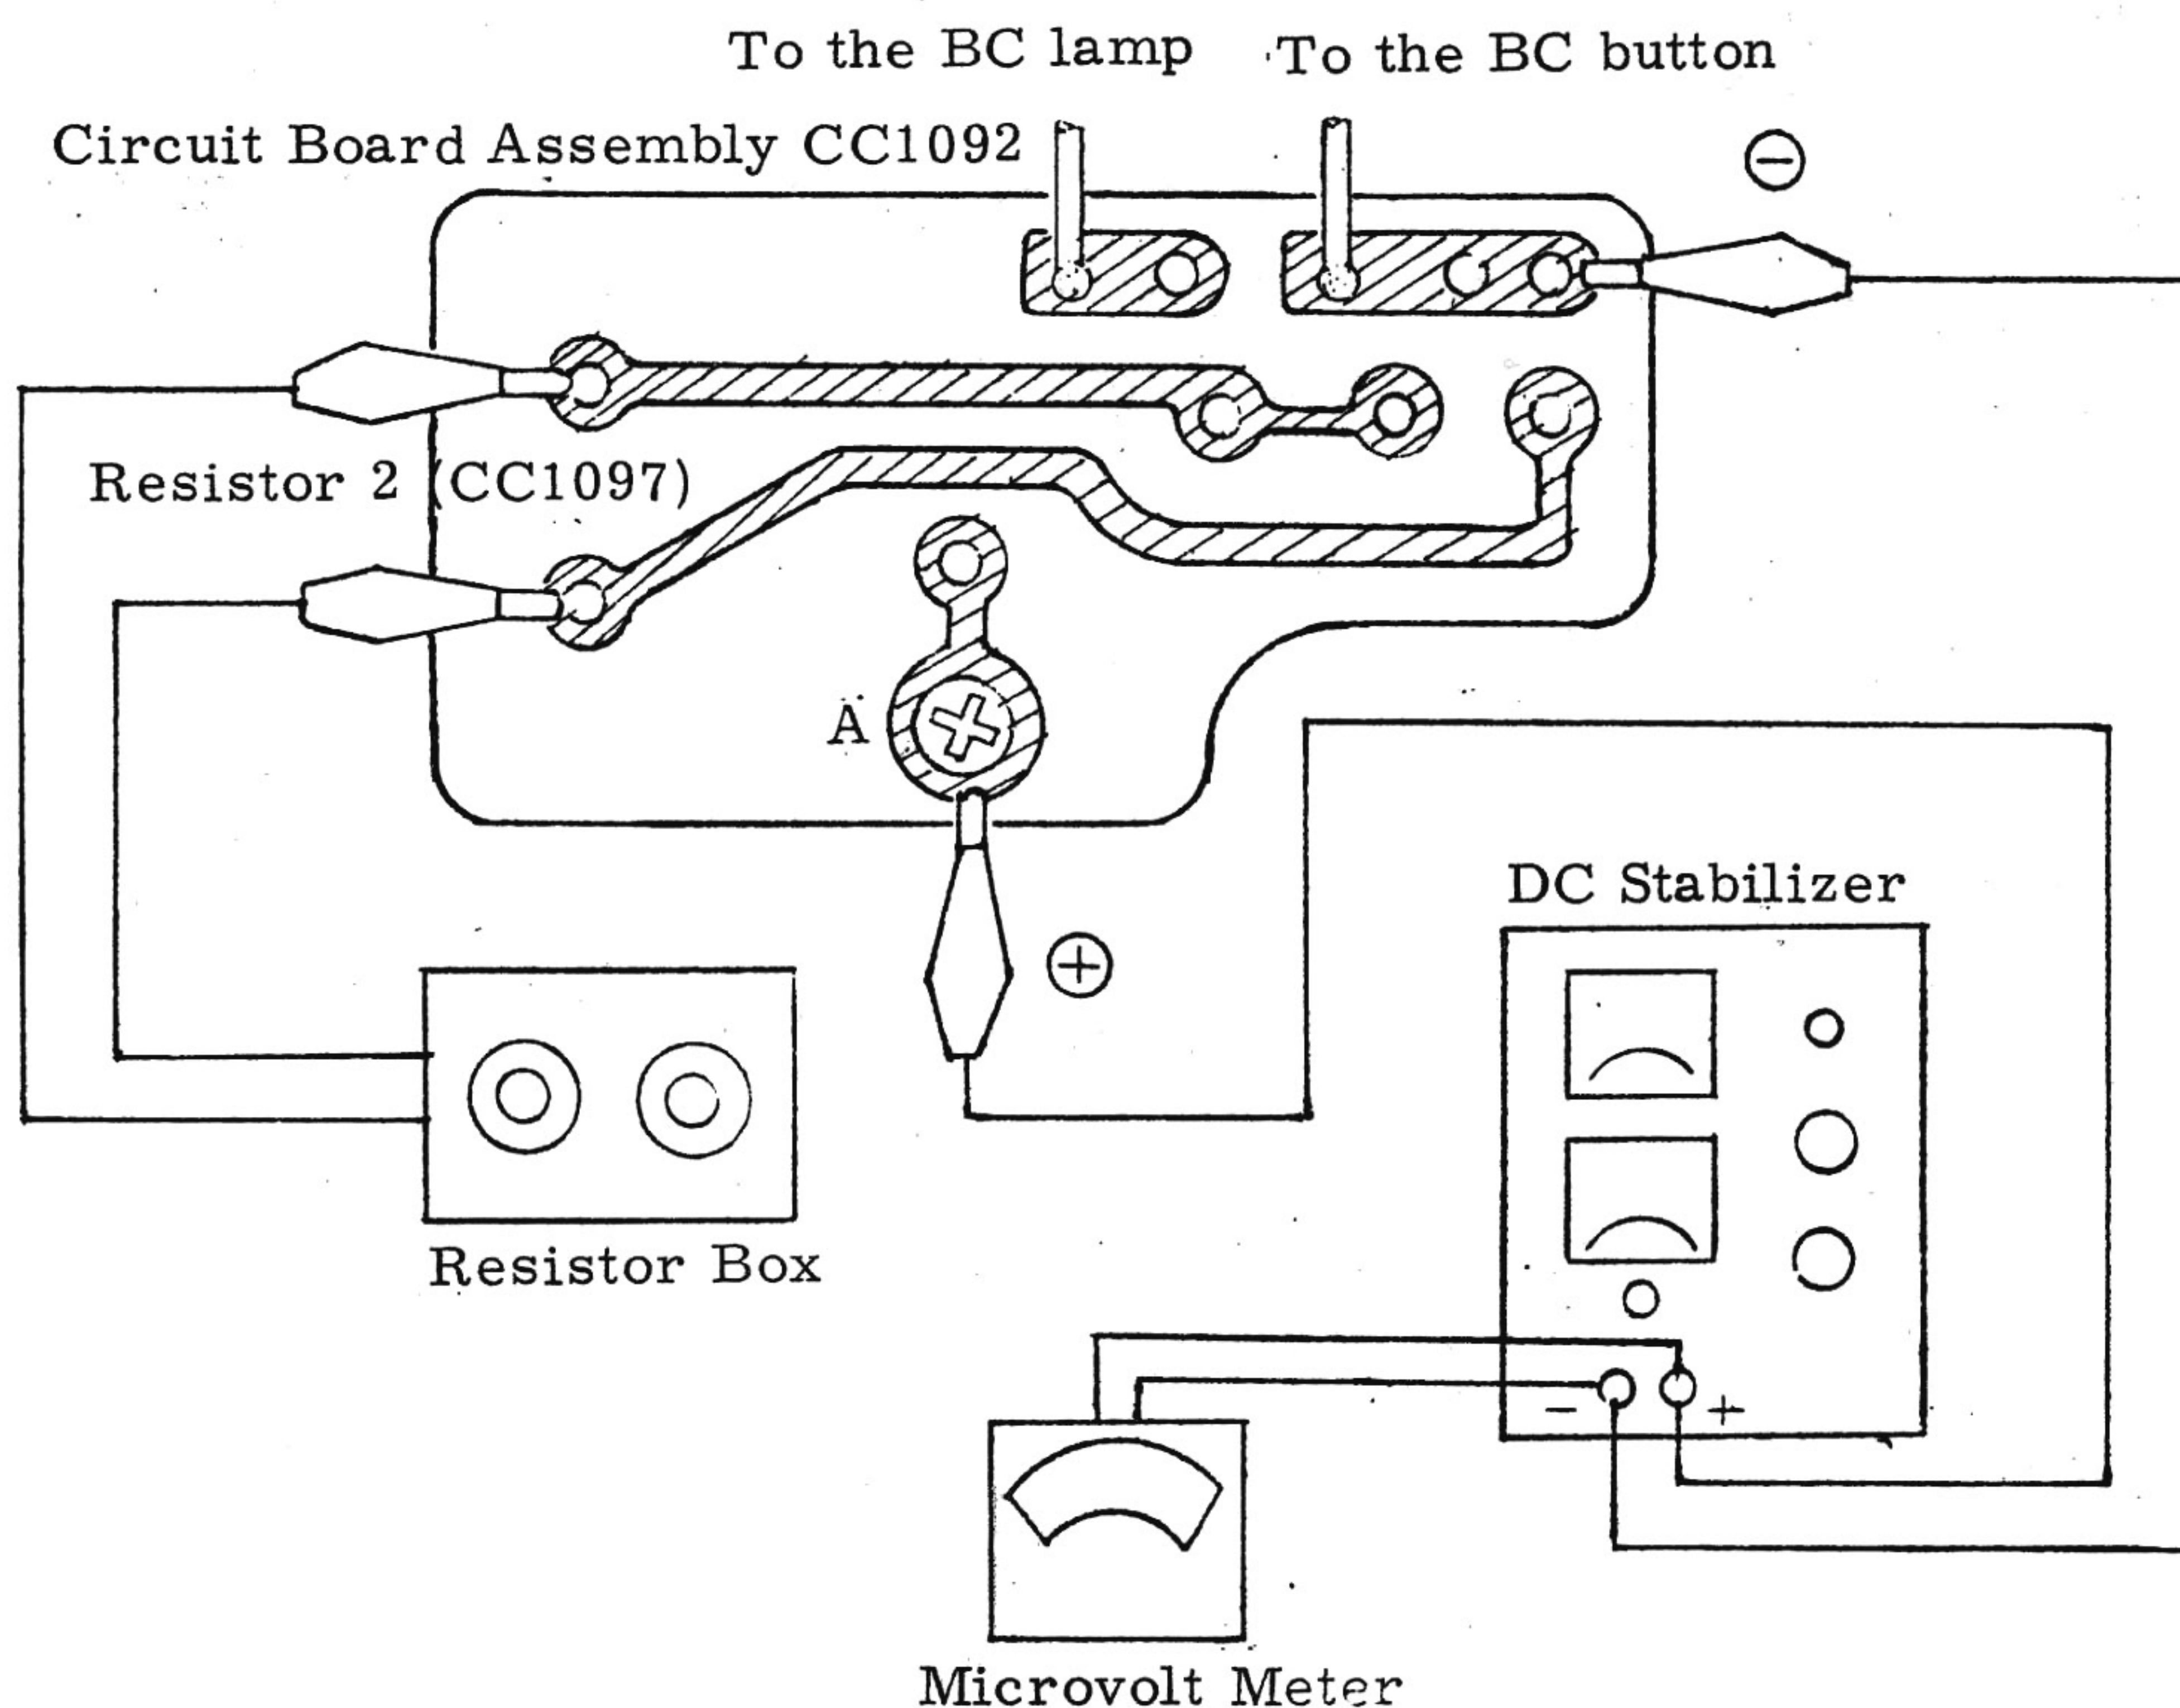 To the BC lamp
To the BC button
Circuit Board Assembly CC1092
⊖
Resistor 2 (CC1097)
A
⊕
DC Stabilizer
Resistor Box
− +
Microvolt Meter